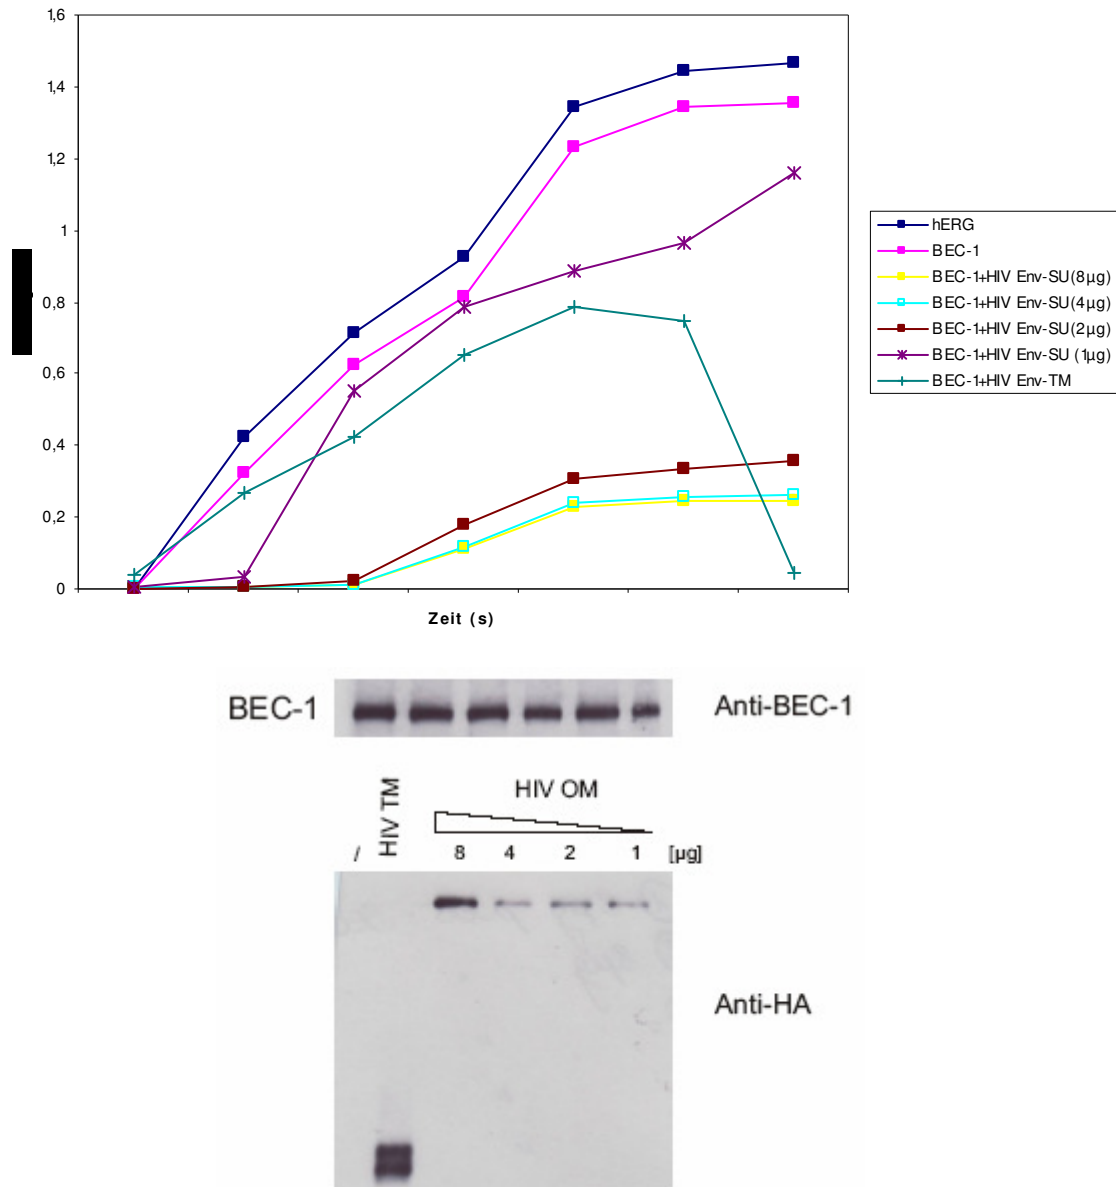 1,6
1,4
1,2
1
0,8
0,6
0,4
0,2
0
Zeit (s)
hERG
BEC-1
BEC-1+HIV Env-SU(8µg)
BEC-1+HIV Env-SU(4µg)
BEC-1+HIV Env-SU(2µg)
BEC-1+HIV Env-SU (1µg)
BEC-1+HIV Env-TM
BEC-1
Anti-BEC-1
HIV TM
HIV OM
/ 8 4 2 1 [µg]
Anti-HA